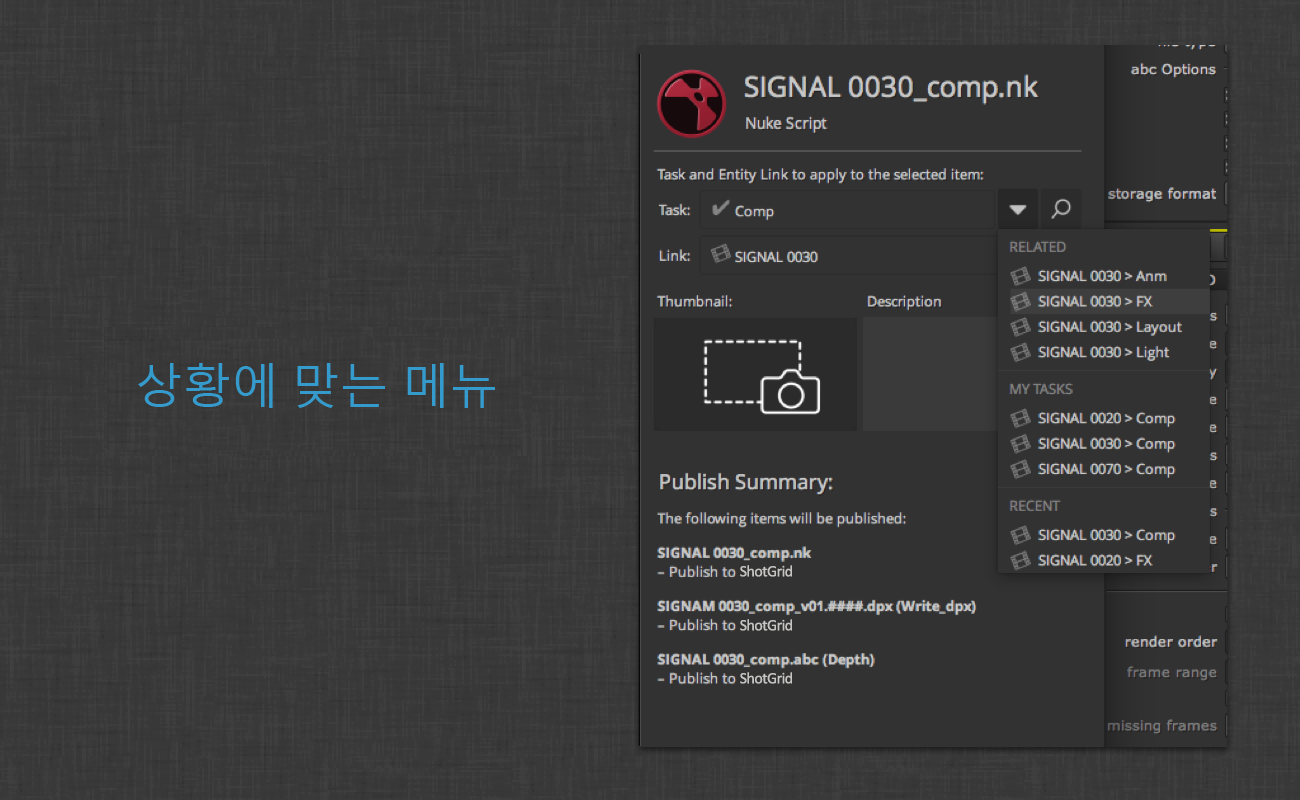 상황에 맞는 메뉴
SIGNAL 0030_comp.nk
Nuke Script
Task and Entity Link to apply to the selected item:
Task: Comp
Link: SIGNAL 0030
Thumbnail: Description
Publish Summary:
The following items will be published:
SIGNAL 0030_comp.nk
– Publish to ShotGrid
SIGNAM 0030_comp_v01.####.dpx (Write_dpx)
– Publish to ShotGrid
SIGNAL 0030_comp.abc (Depth)
– Publish to ShotGrid
RELATED
SIGNAL 0030 > Anm
SIGNAL 0030 > FX
SIGNAL 0030 > Layout
SIGNAL 0030 > Light
MY TASKS
SIGNAL 0020 > Comp
SIGNAL 0030 > Comp
SIGNAL 0070 > Comp
RECENT
SIGNAL 0030 > Comp
SIGNAL 0020 > FX
abc Options
storage format
render order
frame range
missing frames